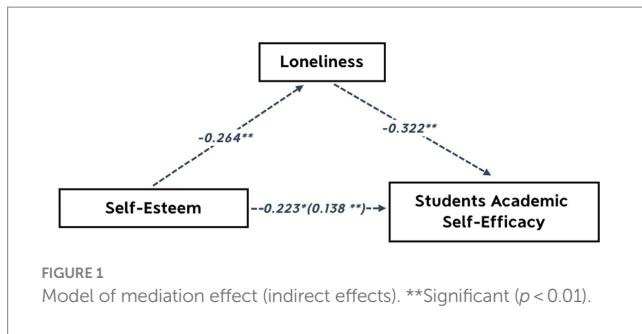 Loneliness
-0.264**
-0.322**
Self-Esteem
0.223*(0.138 **)
Students Academic
Self-Efficacy
FIGURE 1
Model of mediation effect (indirect effects). **Significant (p < 0.01).